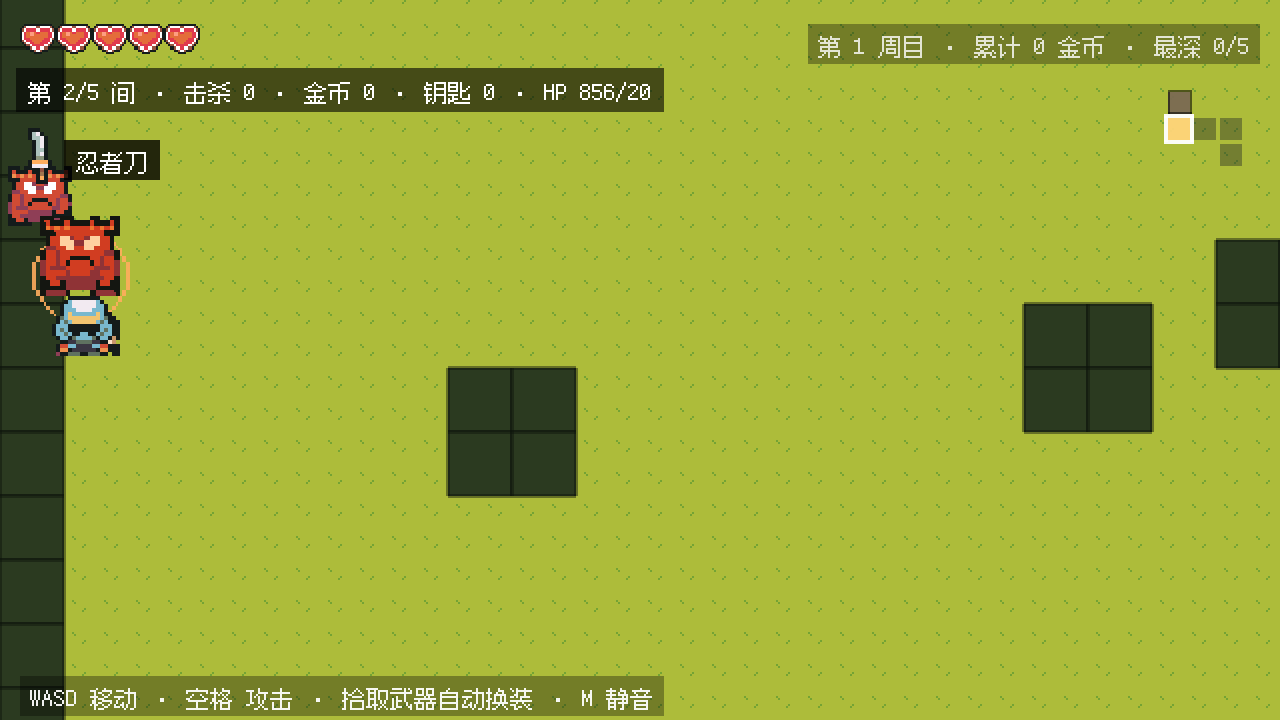 第 1 周目 · 累计 0 金币 · 最深 0/5
第 2/5 间 · 击杀 0 · 金币 0 · 钥匙 0 · HP 856/20
忍者刀
WASD 移动 · 空格 攻击 · 拾取武器自动换装 · M 静音